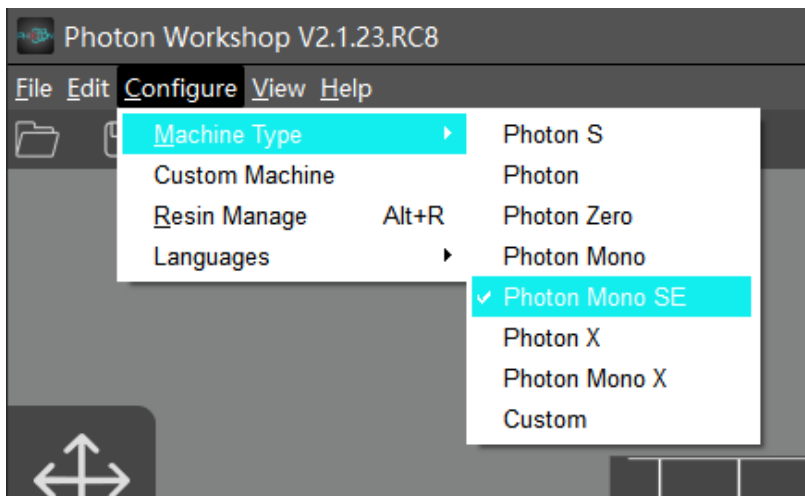 Photon Workshop V2.1.23.RC8
File Edit Configure View Help
Machine Type
Custom Machine
Resin Manage Alt+R
Languages
Photon S
Photon
Photon Zero
Photon Mono
Photon Mono SE
Photon X
Photon Mono X
Custom